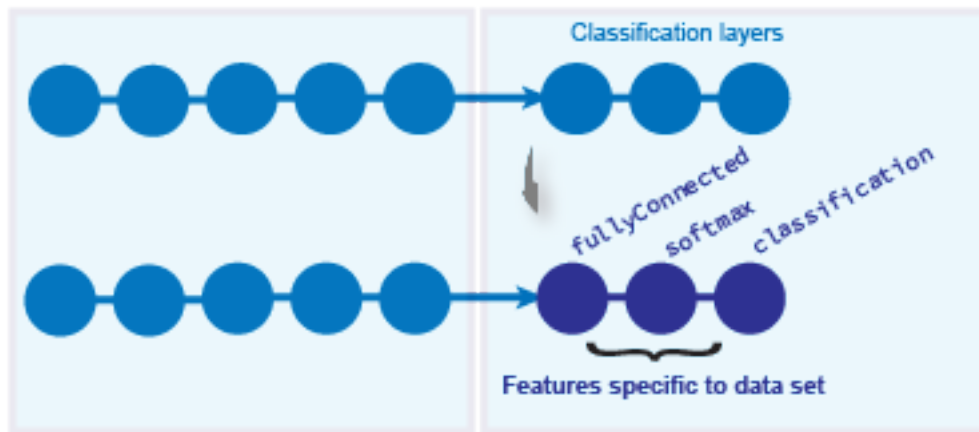 Classification layers
fullyConnected
softmax
classification
Features specific to data set